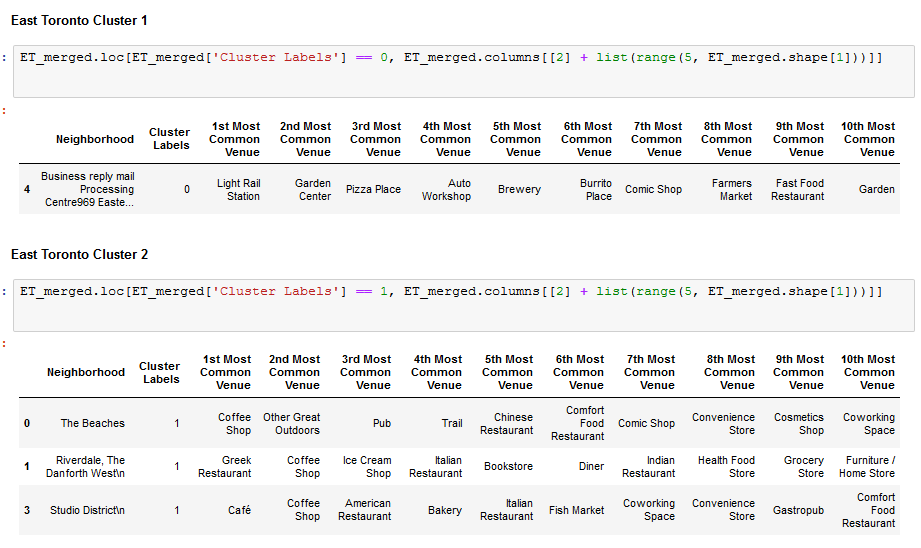 East Toronto Cluster 1
: ET_merged.loc[ET_merged['Cluster Labels'] == 0, ET_merged.columns[[2] + list(range(5, ET_merged.shape[1]))]]
:
Neighborhood Cluster Labels 1st Most Common Venue 2nd Most Common Venue 3rd Most Common Venue 4th Most Common Venue 5th Most Common Venue 6th Most Common Venue 7th Most Common Venue 8th Most Common Venue 9th Most Common Venue 10th Most Common Venue
4 Business reply mail Processing Centre969 Easte... 0 Light Rail Station Garden Center Pizza Place Auto Workshop Brewery Burrito Place Comic Shop Farmers Market Fast Food Restaurant Garden
East Toronto Cluster 2
: ET_merged.loc[ET_merged['Cluster Labels'] == 1, ET_merged.columns[[2] + list(range(5, ET_merged.shape[1]))]]
:
Neighborhood Cluster Labels 1st Most Common Venue 2nd Most Common Venue 3rd Most Common Venue 4th Most Common Venue 5th Most Common Venue 6th Most Common Venue 7th Most Common Venue 8th Most Common Venue 9th Most Common Venue 10th Most Common Venue
0 The Beaches 1 Coffee Shop Other Great Outdoors Pub Trail Chinese Restaurant Comfort Food Restaurant Comic Shop Convenience Store Cosmetics Shop Coworking Space
1 Riverdale, The Danforth West\n 1 Greek Restaurant Coffee Shop Ice Cream Shop Italian Restaurant Bookstore Diner Indian Restaurant Health Food Store Grocery Store Furniture / Home Store
3 Studio District\n 1 Café Coffee Shop American Restaurant Bakery Italian Restaurant Fish Market Coworking Space Convenience Store Gastropub Comfort Food Restaurant